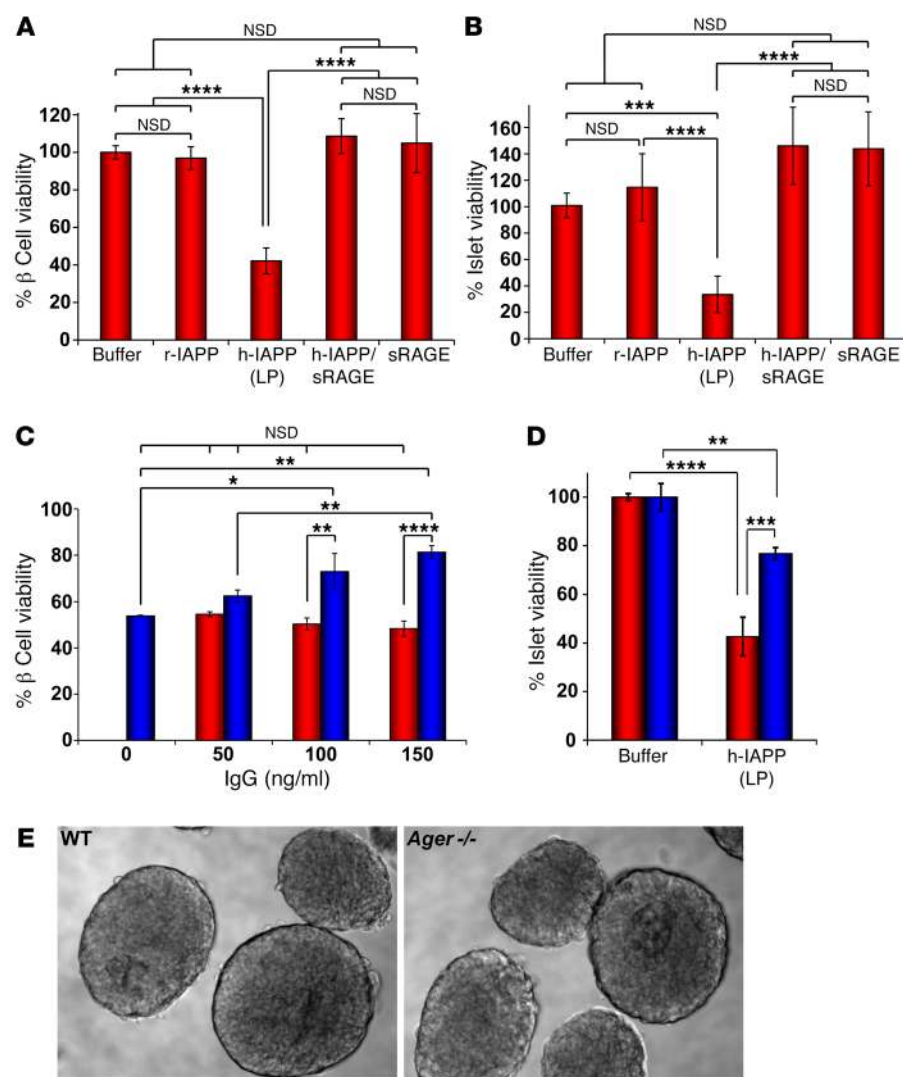 A
NSD
****
****
NSD
NSD
120
100
80
60
40
20
0
% β Cell viability
Buffer
r-IAPP
h-IAPP
(LP)
h-IAPP/
sRAGE
sRAGE
B
NSD
****
***
NSD
****
NSD
160
140
120
100
80
60
40
20
0
% Islet viability
Buffer
r-IAPP
h-IAPP
(LP)
h-IAPP/
sRAGE
sRAGE
C
NSD
**
*
**
**
****
100
80
60
40
20
0
% β Cell viability
0
50
100
150
IgG (ng/ml)
D
**
****
***
100
80
60
40
20
0
% Islet viability
Buffer
h-IAPP
(LP)
E
WT
Ager -/-